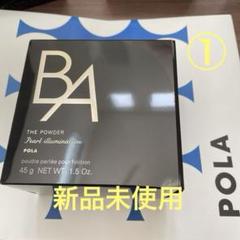 ①
BA
THE POWDER
Pearl illumination
POLA
poudre perlée pour finition
45 g NET WT. 1.5 Oz.
新品未使用
POLA